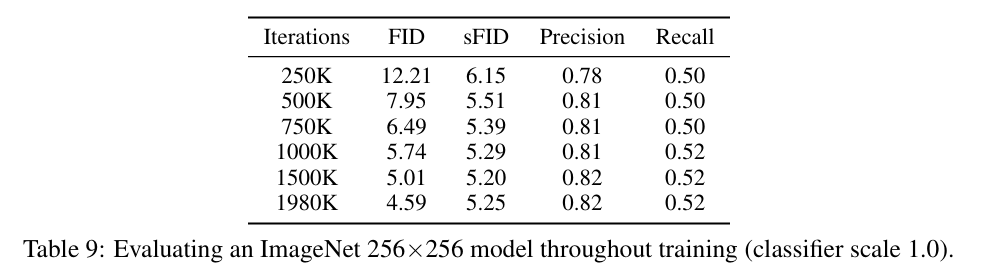 Iterations FID sFID Precision Recall
250K 12.21 6.15 0.78 0.50
500K 7.95 5.51 0.81 0.50
750K 6.49 5.39 0.81 0.50
1000K 5.74 5.29 0.81 0.52
1500K 5.01 5.20 0.82 0.52
1980K 4.59 5.25 0.82 0.52
Table 9: Evaluating an ImageNet 256×256 model throughout training (classifier scale 1.0).